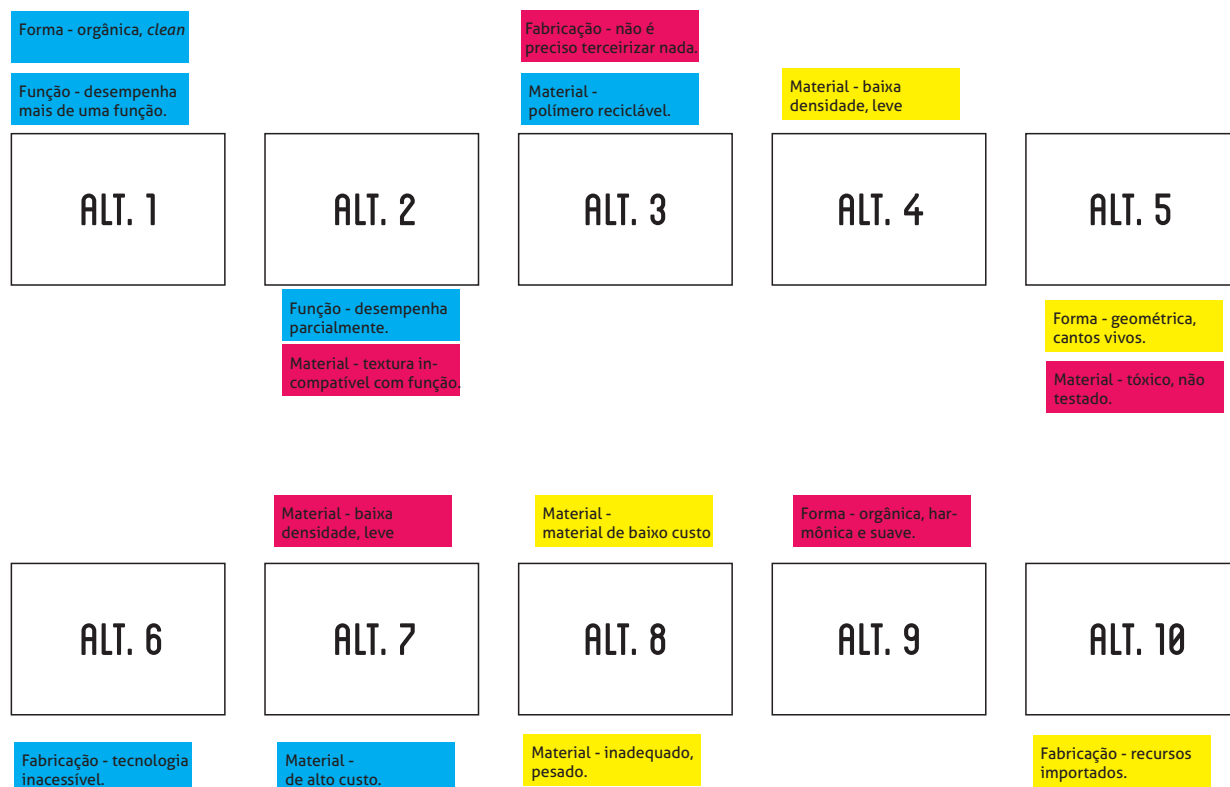 Forma - orgânica, clean
Função - desempenha
mais de uma função.
Fabricação - não é
preciso terceirizar nada.
Material -
polímero reciclável.
Material - baixa
densidade, leve
ALT. 1
ALT. 2
ALT. 3
ALT. 4
ALT. 5
Função - desempenha
parcialmente.
Material - textura in-
compatível com função.
Forma - geométrica,
cantos vivos.
Material - tóxico, não
testado.
Material - baixa
densidade, leve
Material -
material de baixo custo
Forma - orgânica, har-
mônica e suave.
ALT. 6
ALT. 7
ALT. 8
ALT. 9
ALT. 10
Fabricação - tecnologia
inacessível.
Material -
de alto custo.
Material - inadequado,
pesado.
Fabricação - recursos
importados.